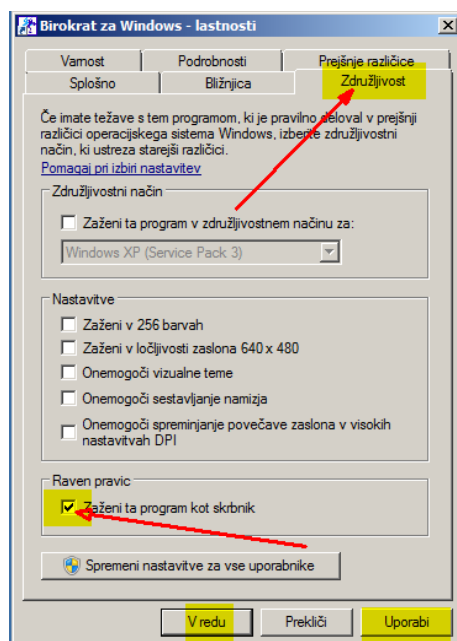 Birokrat za Windows - lastnosti
Varnost
Podrobnosti
Prejšnje različice
Splošno
Bližnjica
Združljivost
Če imate težave s tem programom, ki je pravilno deloval v prejšnji
različici operacijskega sistema Windows, izberite združljivostni
način, ki ustreza starejši različici.
Pomagaj pri izbiri nastavitev
Združljivostni način
Zaženi ta program v združljivostnem načinu za:
Windows XP (Service Pack 3)
Nastavitve
Zaženi v 256 barvah
Zaženi v ločljivosti zaslona 640 x 480
Onemogoči vizualne teme
Onemogoči sestavljanje namizja
Onemogoči spreminjanje povečave zaslona v visokih
nastavitvah DPI
Raven pravic
Zaženi ta program kot skrbnik
Spremeni nastavitve za vse uporabnike
V redu
Prekliči
Uporabi